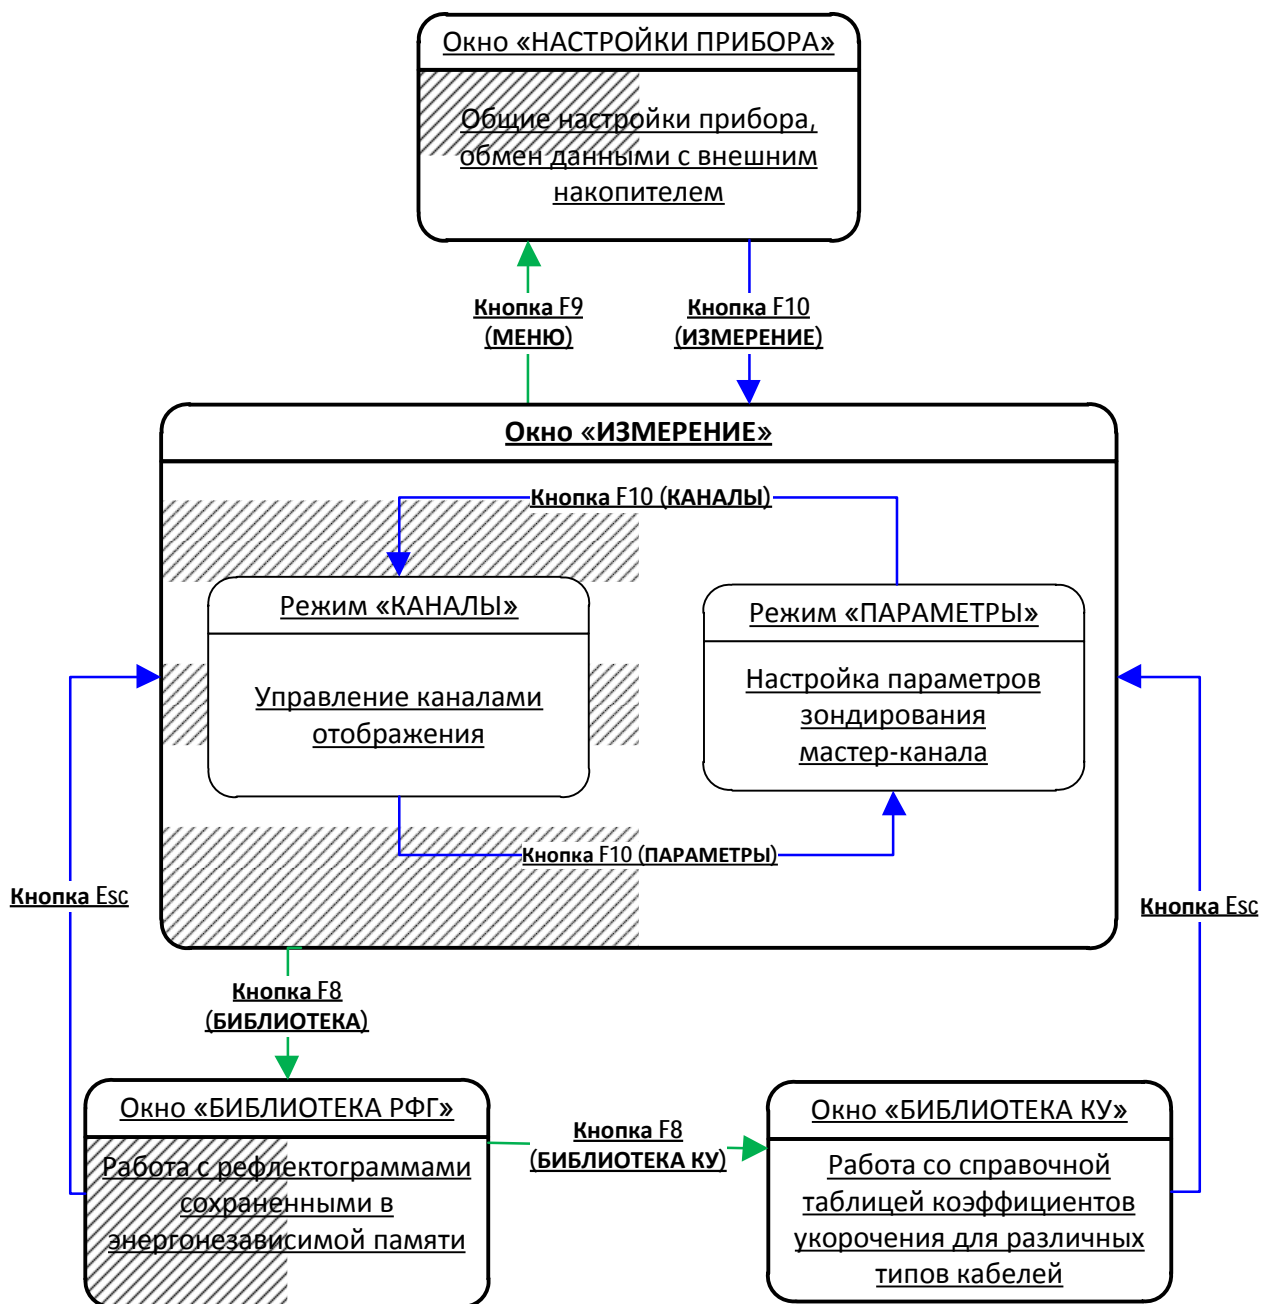 Окно «НАСТРОЙКИ ПРИБОРА»
Общие настройки прибора,
обмен данными с внешним
накопителем
Кнопка F9
(МЕНЮ)
Кнопка F10
(ИЗМЕРЕНИЕ)
Окно «ИЗМЕРЕНИЕ»
Кнопка F10 (КАНАЛЫ)
Режим «КАНАЛЫ»
Управление каналами
отображения
Режим «ПАРАМЕТРЫ»
Настройка параметров
зондирования
мастер-канала
Кнопка F10 (ПАРАМЕТРЫ)
Кнопка Esc
Кнопка Esc
Кнопка F8
(БИБЛИОТЕКА)
Окно «БИБЛИОТЕКА РФГ»
Работа с рефлектограммами
сохраненными в
энергонезависимой памяти
Кнопка F8
(БИБЛИОТЕКА КУ)
Окно «БИБЛИОТЕКА КУ»
Работа со справочной
таблицей коэффициентов
укорочения для различных
типов кабелей